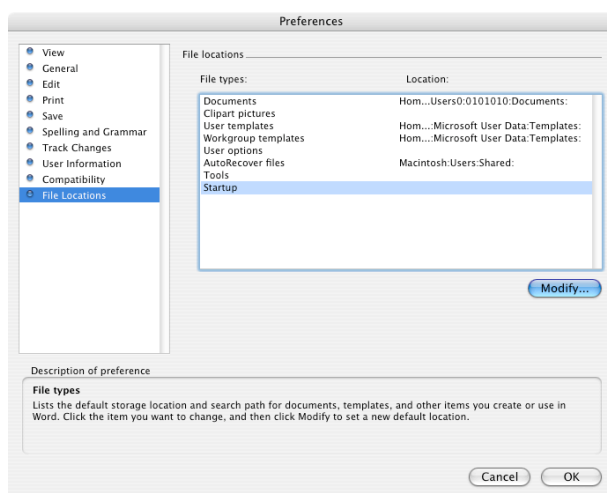 Preferences
View
General
Edit
Print
Save
Spelling and Grammar
Track Changes
User Information
Compatibility
File Locations
File locations
File types: Location:
Documents Hom...Users0:0101010:Documents:
Clipart pictures
User templates Hom...:Microsoft User Data:Templates:
Workgroup templates Hom...:Microsoft User Data:Templates:
User options
AutoRecover files Macintosh:Users:Shared:
Tools
Startup
Modify...
Description of preference
File types
Lists the default storage location and search path for documents, templates, and other items you create or use in
Word. Click the item you want to change, and then click Modify to set a new default location.
Cancel OK